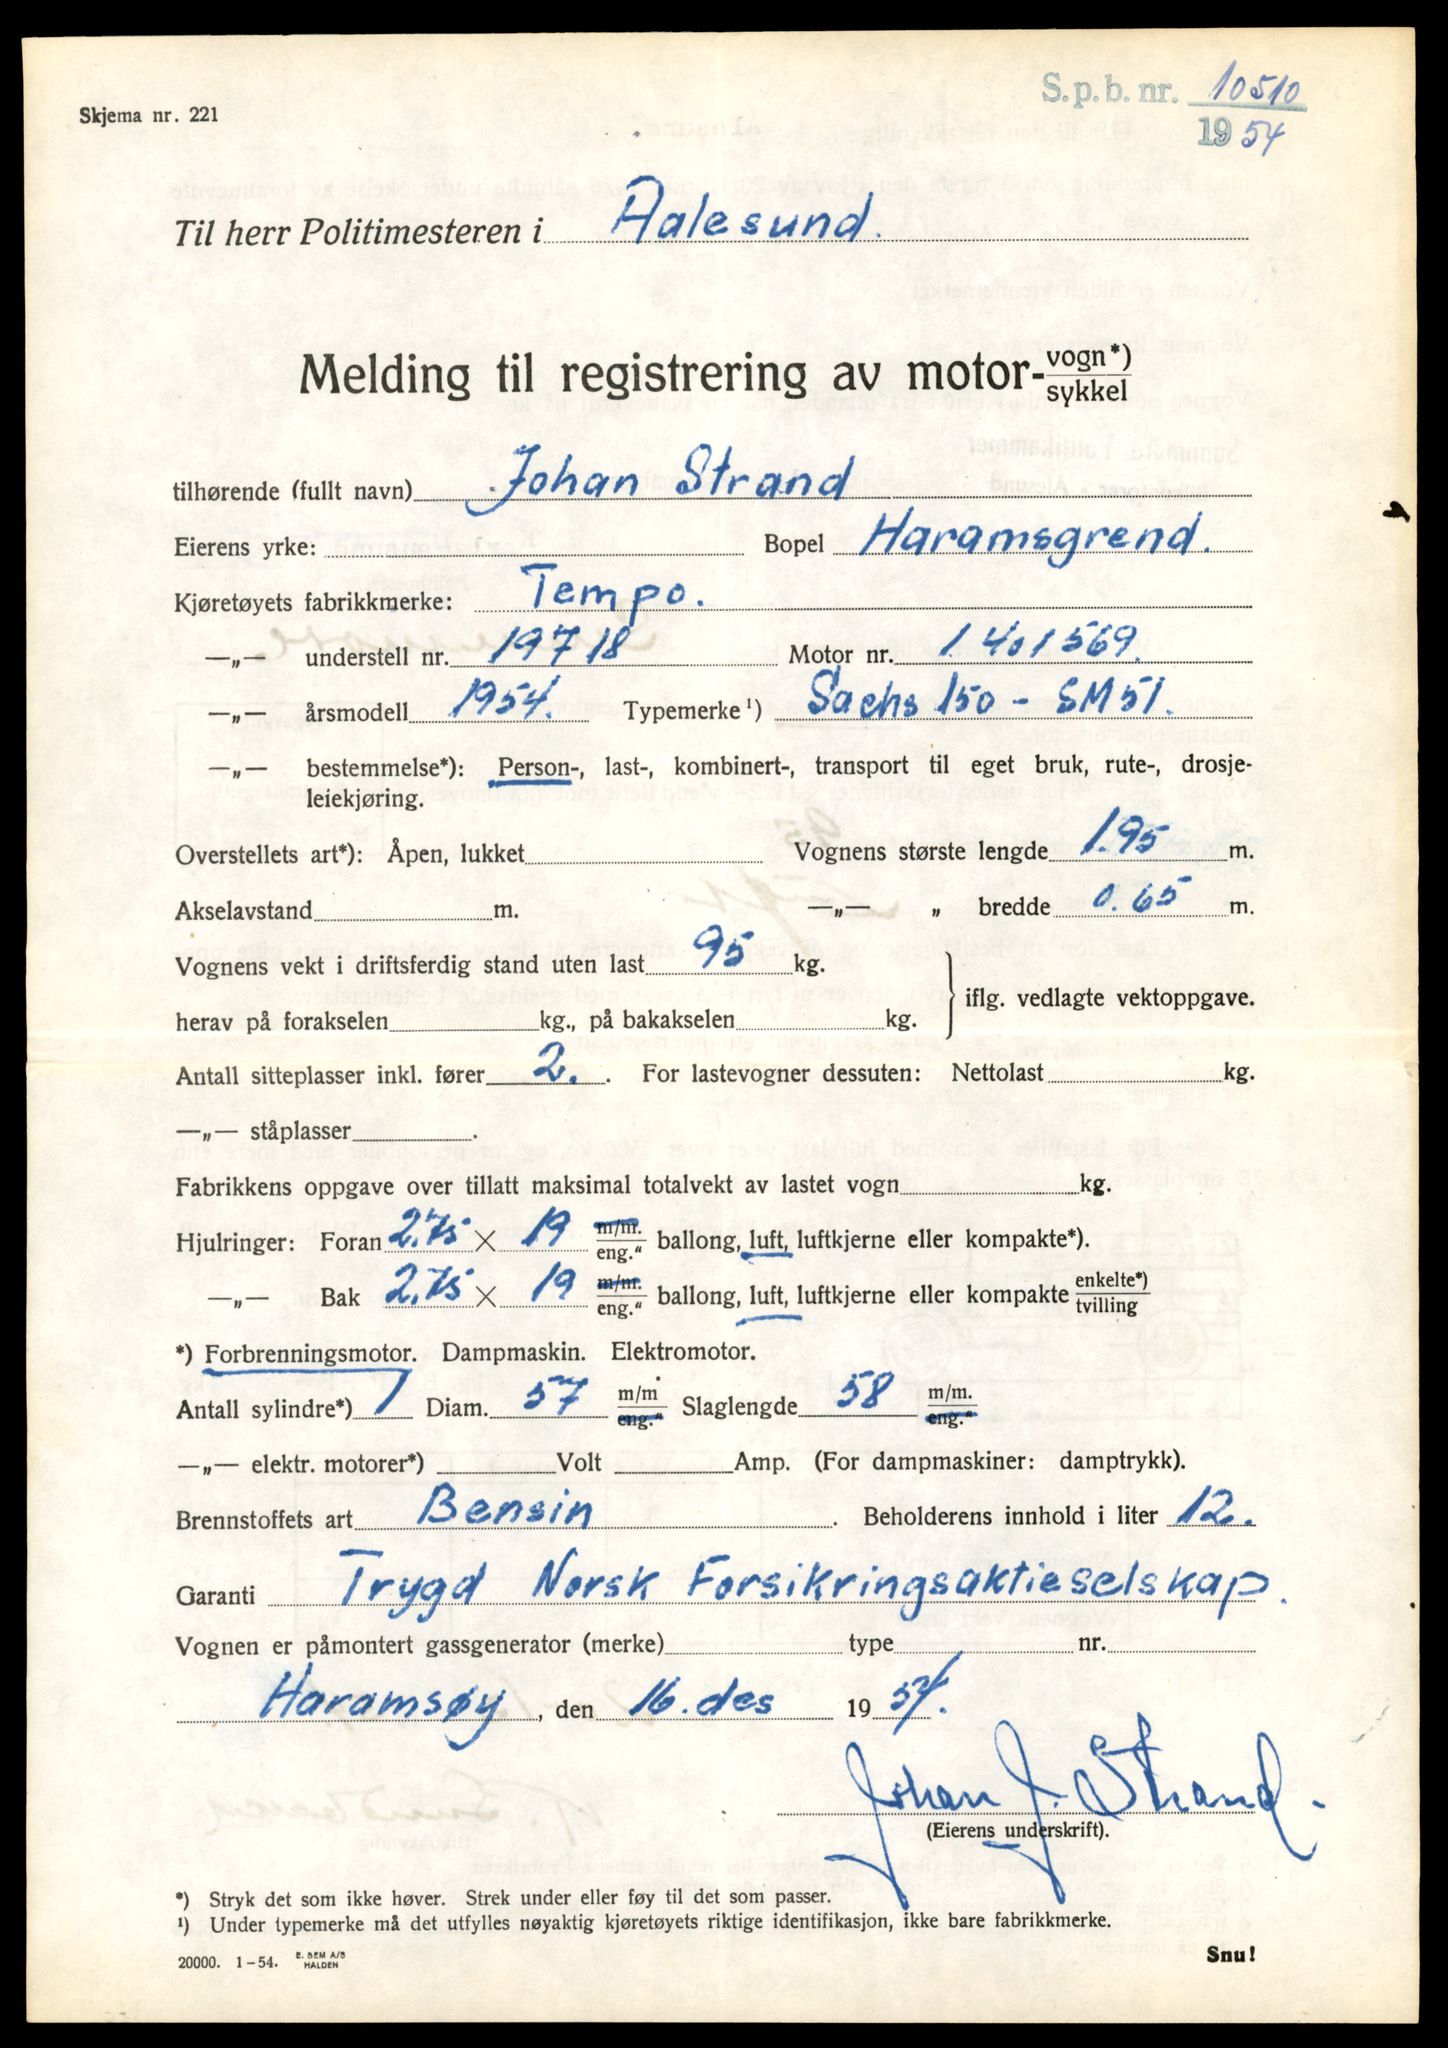 S.p.b. nr. 10510
Skjema nr. 221
1954
Til herr Politimesteren i Aalesund.
Melding til registrering av motor-vogn*)
sykkel
tilhørende (fullt navn) Johan Strand
Eierens yrke: Bopel Haramsgrend.
Kjøretøyets fabrikkmerke: Tempo.
—„— understell nr. 19718 Motor nr. 1401569.
—„— årsmodell 1954. Typemerke¹) Sachs 150 - SM51.
—„— bestemmelse*): Person-, last-, kombinert-, transport til eget bruk, rute-, drosje-
leiekjøring.
Overstellets art*): Åpen, lukket Vognens største lengde 1.95 m.
Akselavstand m. —„— „ bredde 0.65 m.
Vognens vekt i driftsferdig stand uten last 95 kg.
iflg. vedlagte vektoppgave.
herav på forakselen kg., på bakakselen kg.
Antall sitteplasser inkl. fører 2. . For lastevogner dessuten: Nettolast kg.
—„— ståplasser .
Fabrikkens oppgave over tillatt maksimal totalvekt av lastet vogn kg.
Hjulringer: Foran 2.75 × 19 m/m. eng.“ ballong, luft, luftkjerne eller kompakte*).
—„— Bak 2.75 × 19 m/m. eng.“ ballong, luft, luftkjerne eller kompakte enkelte*) tvilling
*) Forbrenningsmotor. Dampmaskin. Elektromotor.
Antall sylindre*) 1 Diam. 57 m/m eng.“ Slaglengde 58 m/m. eng.“
—„— elektr. motorer*) Volt Amp. (For dampmaskiner: damptrykk).
Brennstoffets art Bensin . Beholderens innhold i liter 12.
Garanti Trygd Norsk Forsikringsaktieselskap.
Vognen er påmontert gassgenerator (merke) type nr.
Haramsøy, den 16. des 1954.
Johan J. Strand.
(Eierens underskrift).
*) Stryk det som ikke høver. Strek under eller føy til det som passer.
¹) Under typemerke må det utfylles nøyaktig kjøretøyets riktige identifikasjon, ikke bare fabrikkmerke.
20000. 1-54. E. SEM A/S HALDEN
Snu!